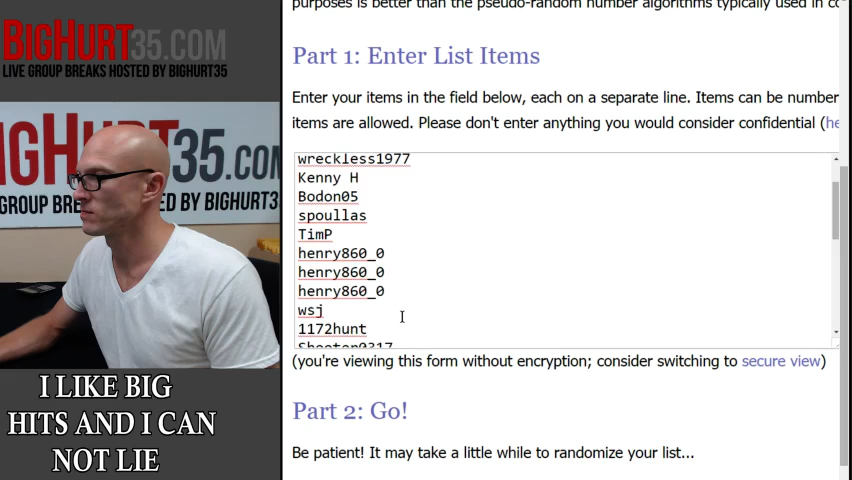 BIGHURT35.COM
LIVE GROUP BREAKS HOSTED BY BIGHURT35
IGHURT35.COM
GROUP BRE ED BY BIGHURT3
I LIKE BIG
HITS AND I CAN
NOT LIE
purposes is better than the pseudo-random number algorithms typically used in co
Part 1: Enter List Items
Enter your items in the field below, each on a separate line. Items can be number
items are allowed. Please don't enter anything you would consider confidential (he
wreckless1977
Kenny H
Bodon05
spoullas
TimP
henry860_0
henry860_0
henry860_0
wsj
1172hunt
Shooter0317
(you're viewing this form without encryption; consider switching to secure view)
Part 2: Go!
Be patient! It may take a little while to randomize your list...